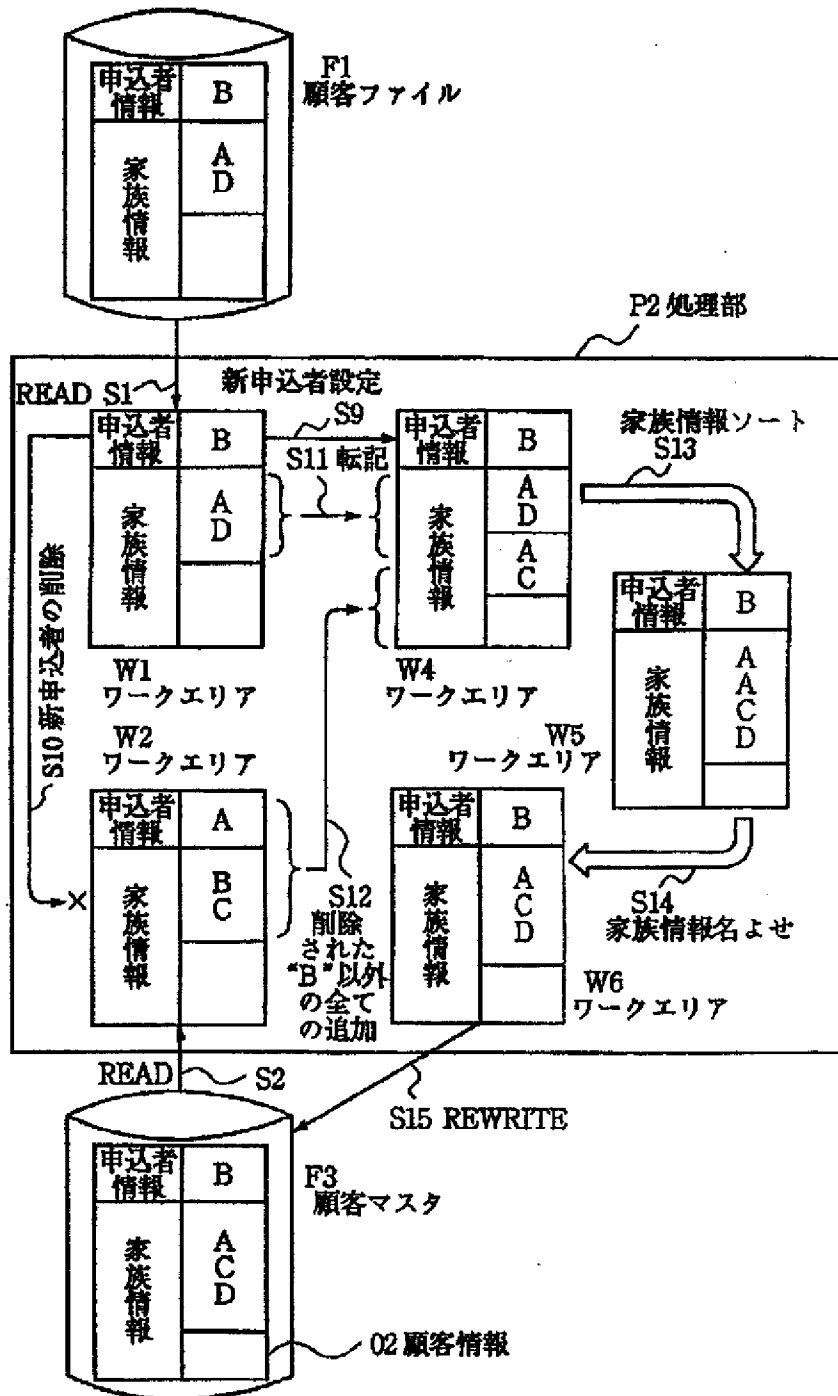 F1
顧客ファイル
申込者
情報
B
家族情報
A
D
P2 処理部
READ S1
新申込者設定
S9
申込者
情報
B
家族情報
A
D
S11 転記
申込者
情報
B
家族情報
A
D
A
C
家族情報ソート
S13
S10 新申込者の削除
W1
ワークエリア
W4
ワークエリア
申込者
情報
B
家族情報
A
A
C
D
W5
ワークエリア
W2
ワークエリア
申込者
情報
A
家族情報
B
C
×
S12
削除
された
“B”以外
の全て
の追加
申込者
情報
B
家族情報
A
C
D
S14
家族情報名よせ
W6
ワークエリア
READ
S2
S15 REWRITE
申込者
情報
B
家族情報
A
C
D
F3
顧客マスタ
02 顧客情報